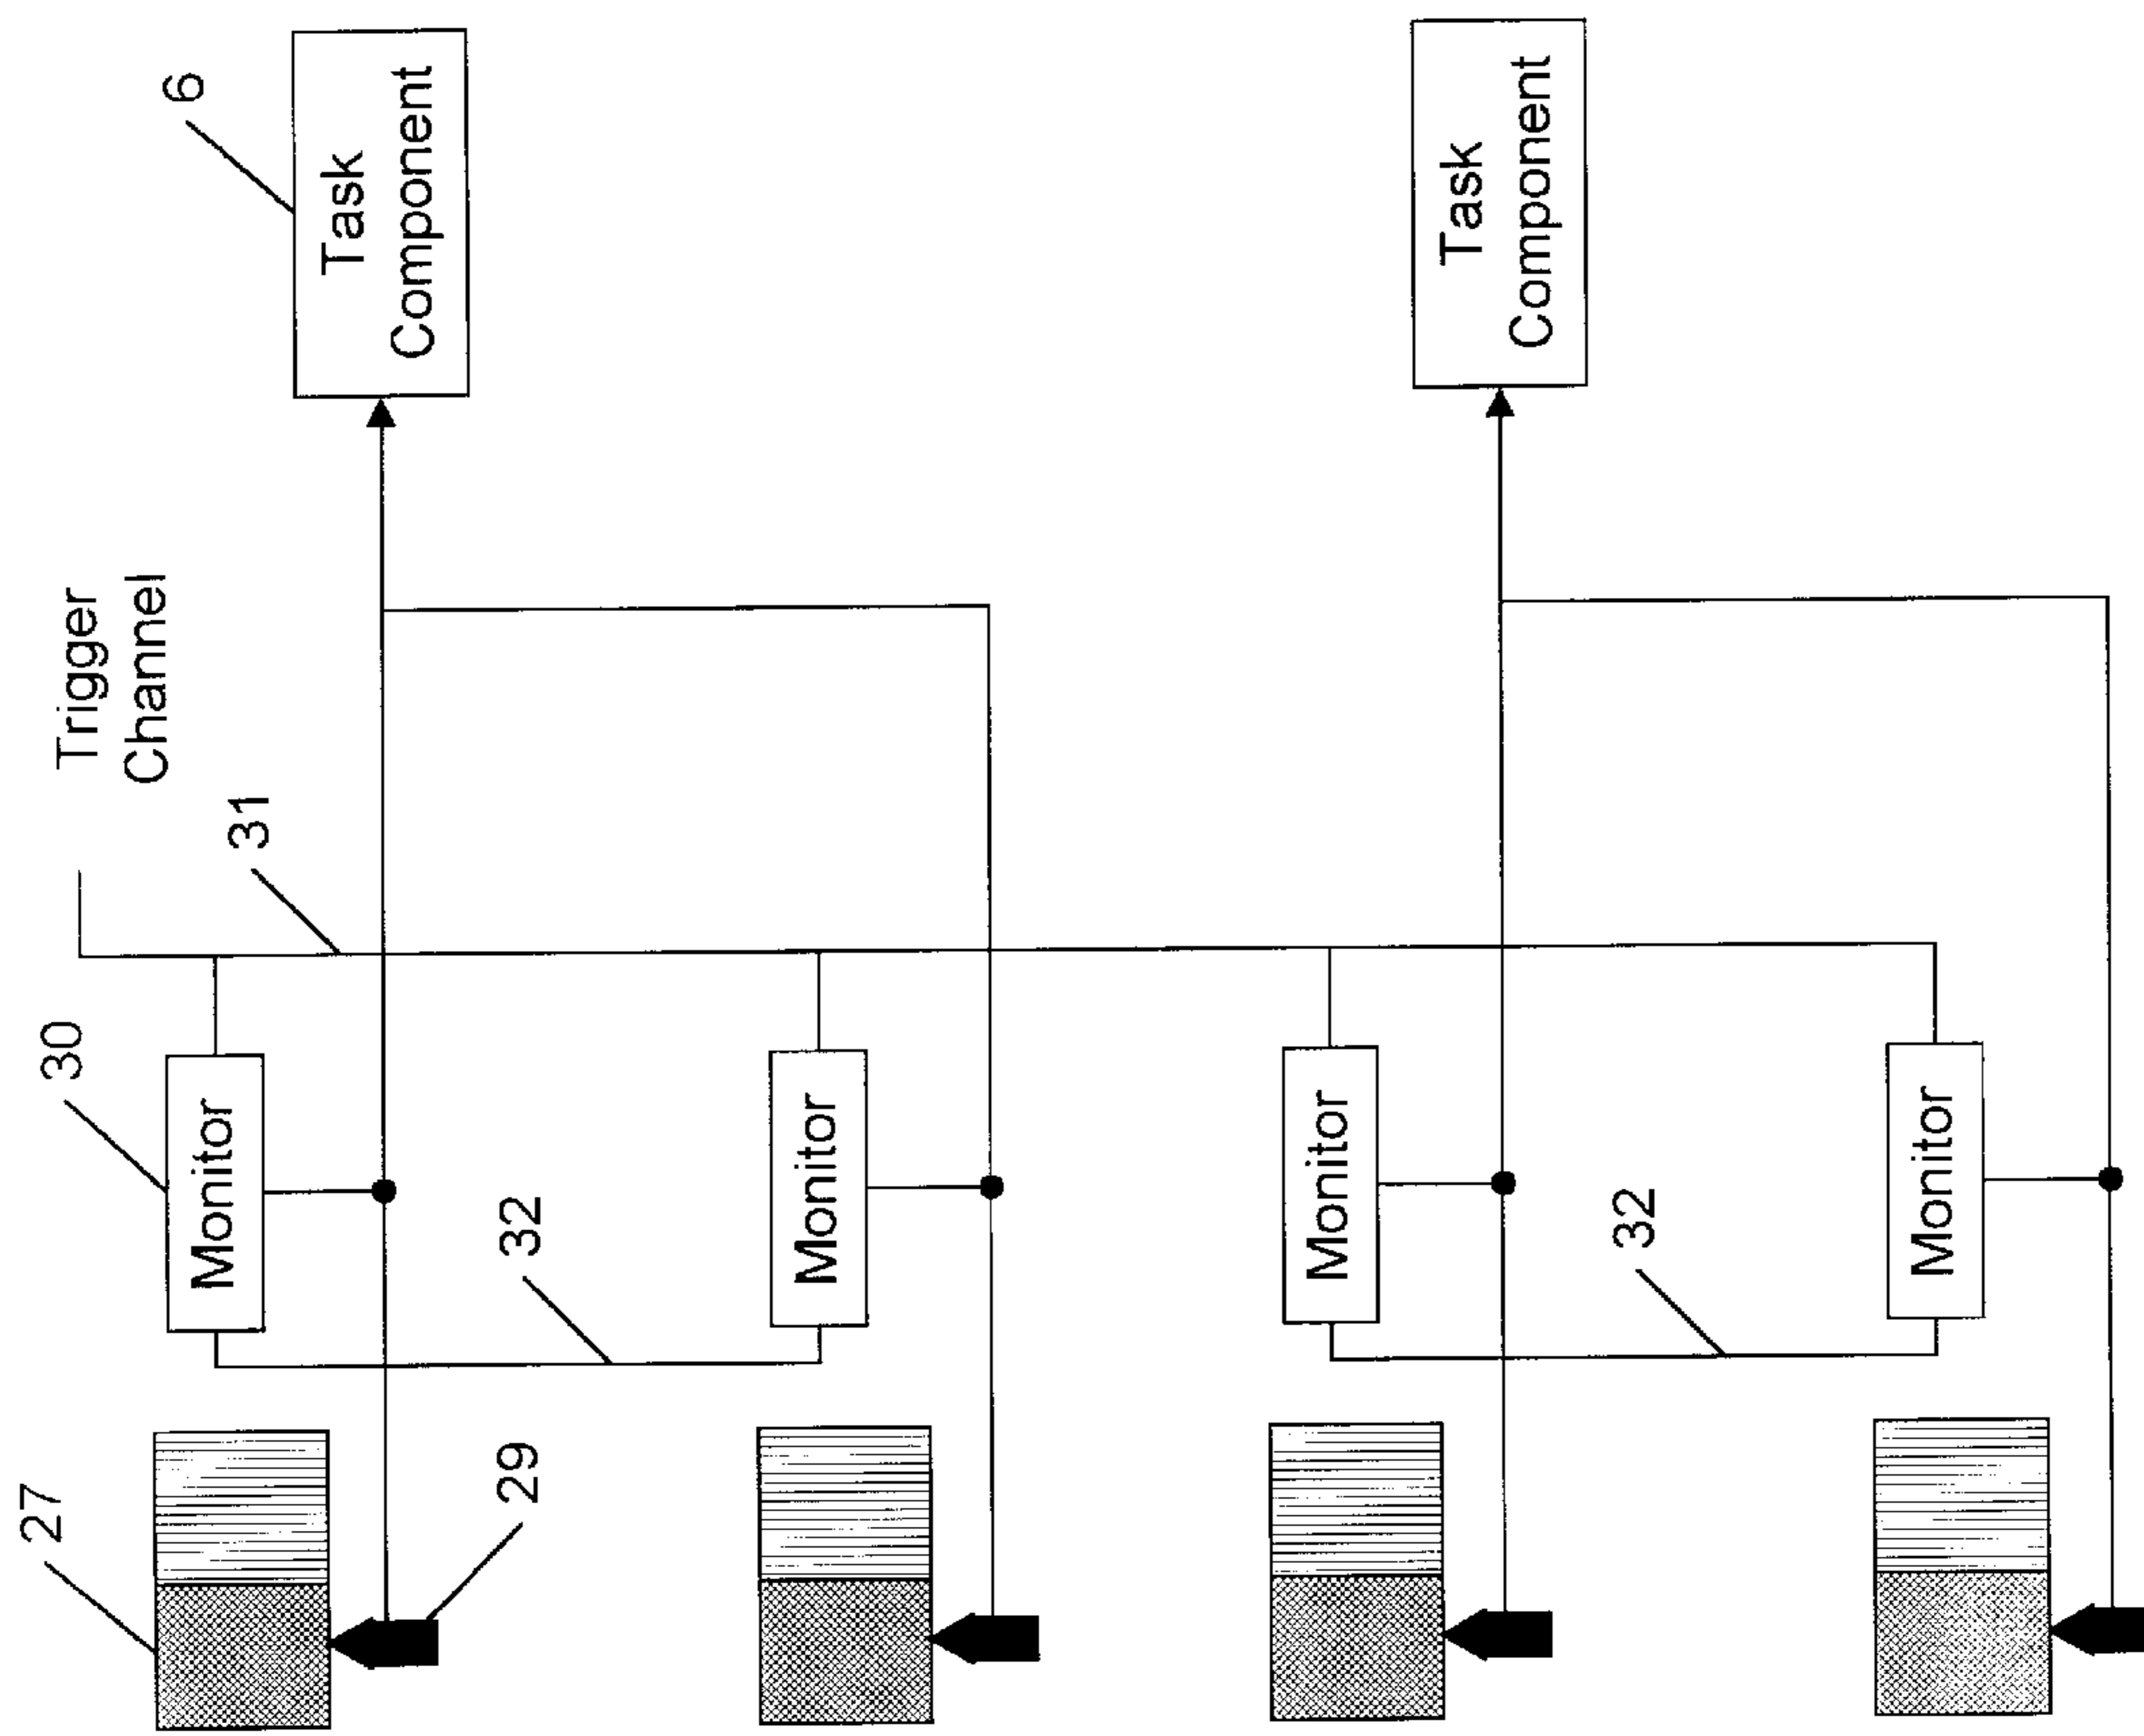 27
29
30
Monitor
32
31
Trigger
Channel
6
Task
Component
Monitor
Monitor
32
Monitor
Task
Component